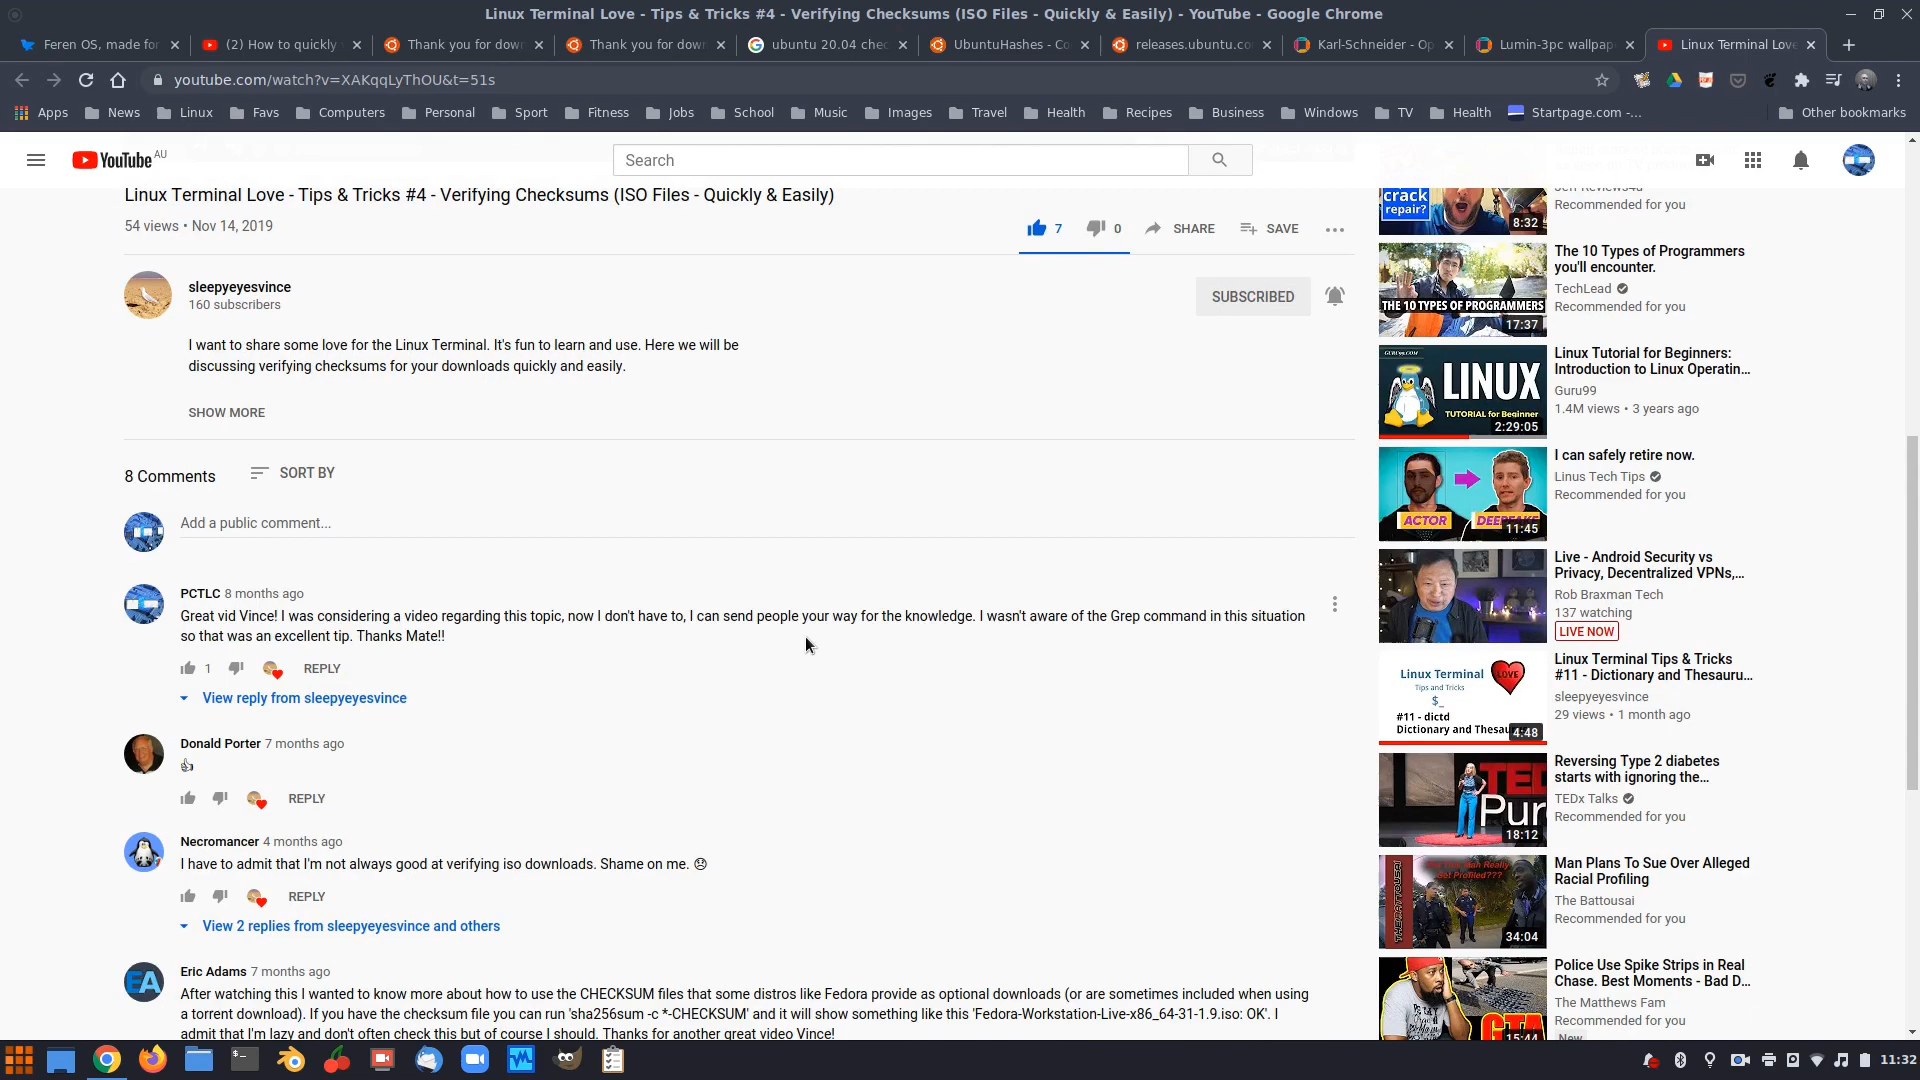 Linux Terminal Love - Tips & Tricks #4 - Verifying Checksums (ISO Files - Quickly & Easily) - YouTube - Google Chrome
Feren OS, made for
(2) How to quickly
Thank you for dow
Thank you for dow
ubuntu 20.04 chec
UbuntuHashes - Co
releases.ubuntu.co
Karl-Schneider - Op
Lumin-3pc wallpap
Linux Terminal Love
youtube.com/watch?v=XAKqqLyThOU&t=51s
Apps
News
Linux
Favs
Computers
Personal
Sport
Fitness
Jobs
School
Music
Images
Travel
Health
Recipes
Business
Windows
TV
Health
Startpage.com -...
Other bookmarks
YouTube AU
Search
Linux Terminal Love - Tips & Tricks #4 - Verifying Checksums (ISO Files - Quickly & Easily)
54 views • Nov 14, 2019
7
0
SHARE
SAVE
sleepyeyesvince
160 subscribers
SUBSCRIBED
I want to share some love for the Linux Terminal. It's fun to learn and use. Here we will be
discussing verifying checksums for your downloads quickly and easily.
SHOW MORE
8 Comments
SORT BY
Add a public comment...
PCTLC 8 months ago
Great vid Vince! I was considering a video regarding this topic, now I don't have to, I can send people your way for the knowledge. I wasn't aware of the Grep command in this situation
so that was an excellent tip. Thanks Mate!!
1
REPLY
View reply from sleepyeyesvince
Donald Porter 7 months ago
👍
REPLY
Necromancer 4 months ago
I have to admit that I'm not always good at verifying iso downloads. Shame on me. 😞
REPLY
View 2 replies from sleepyeyesvince and others
EA
Eric Adams 7 months ago
After watching this I wanted to know more about how to use the CHECKSUM files that some distros like Fedora provide as optional downloads (or are sometimes included when using
a torrent download). If you have the checksum file you can run 'sha256sum -c *-CHECKSUM' and it will show something like this 'Fedora-Workstation-Live-x86_64-31-1.9.iso: OK'. I
admit that I'm lazy and don't often check this but of course I should. Thanks for another great video Vince!
crack
repair?
8:32
Recommended for you
THE 10 TYPES OF PROGRAMMERS
17:37
The 10 Types of Programmers
you'll encounter.
TechLead
Recommended for you
GURU99.COM
LINUX
TUTORIAL for Beginner
2:29:05
Linux Tutorial for Beginners:
Introduction to Linux Operatin...
Guru99
1.4M views • 3 years ago
ACTOR
11:45
I can safely retire now.
Linus Tech Tips
Recommended for you
Live - Android Security vs
Privacy, Decentralized VPNs,...
Rob Braxman Tech
137 watching
LIVE NOW
Linux Terminal
LOVE
Tips and Tricks
$_
#11 - dictd
Dictionary and Thesau
4:48
Linux Terminal Tips & Tricks
#11 - Dictionary and Thesauru...
sleepyeyesvince
29 views • 1 month ago
TED
Pur
18:12
Reversing Type 2 diabetes
starts with ignoring the...
TEDx Talks
Recommended for you
Get Profiled???
34:04
Man Plans To Sue Over Alleged
Racial Profiling
The Battousai
Recommended for you
GTA
15:44
Police Use Spike Strips in Real
Chase. Best Moments - Bad D...
The Matthews Fam
Recommended for you
New
11:32